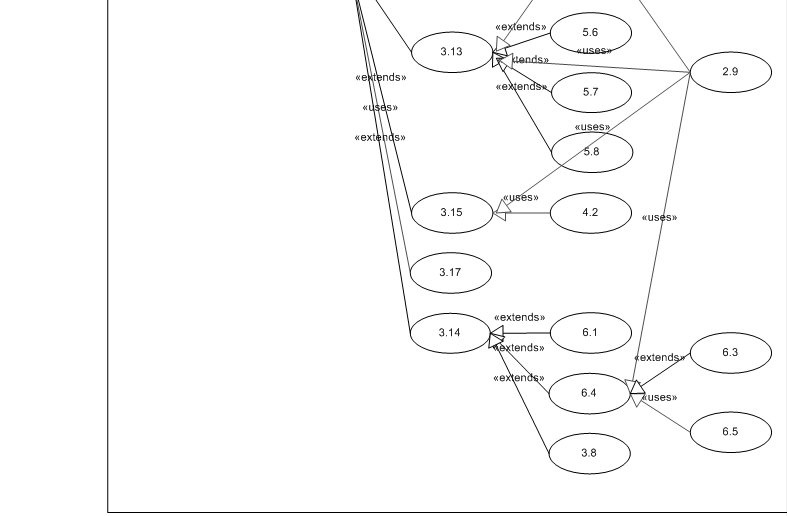 «extends»
5.6
3.13
«uses»
«extends»
2.9
«extends»
«extends»
5.7
«uses»
«uses»
«extends»
5.8
«uses»
3.15
4.2
«uses»
3.17
«extends»
3.14
6.1
«extends»
6.3
«extends»
«extends»
6.4
«uses»
6.5
3.8